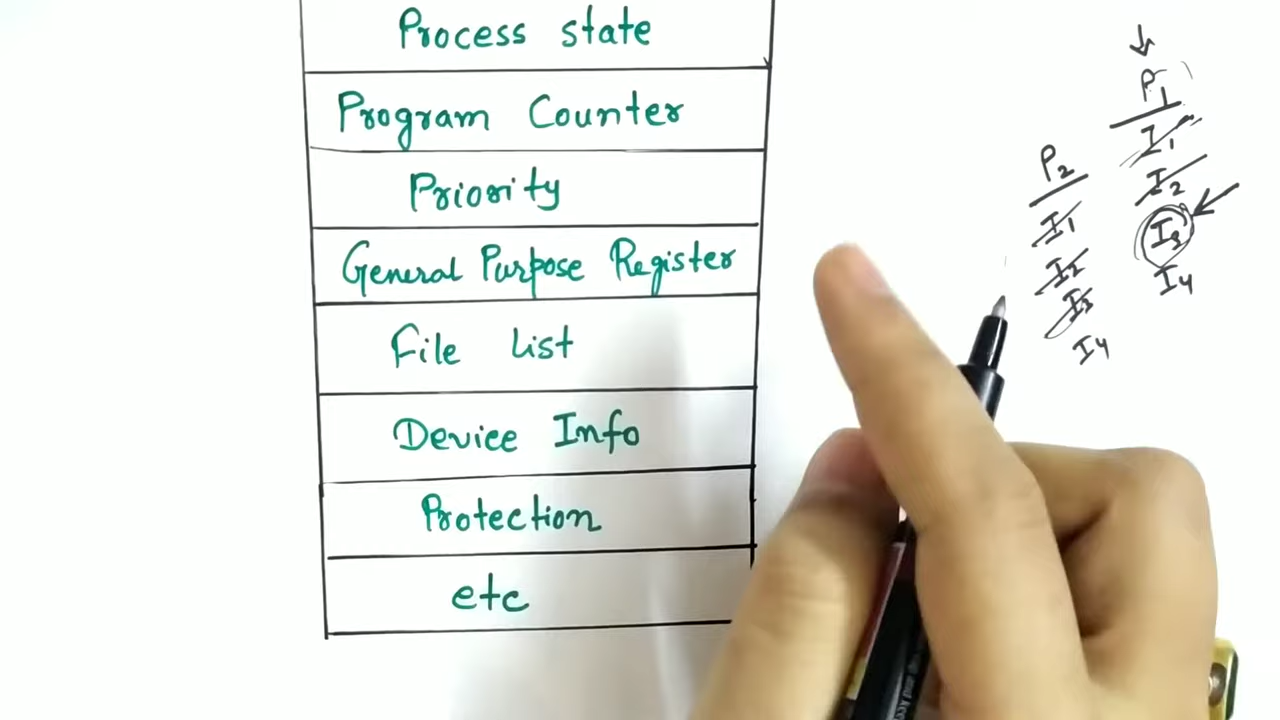 Process state
Program Counter
Priority
General Purpose Register
File List
Device Info
Protection
etc
P2
I1
I2
I3
I4
P1
I1
I2
I3
I4